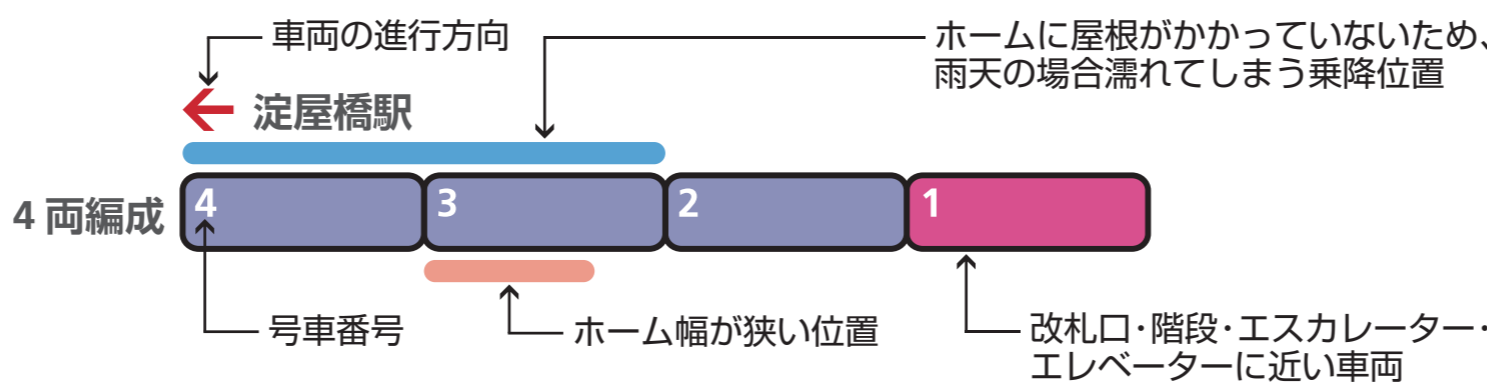 車両の進行方向
ホームに屋根がかかっていないため、
雨天の場合濡れてしまう乗降位置
淀屋橋駅
4両編成
4
3
2
1
号車番号
ホーム幅が狭い位置
改札口・階段・エスカレーター・
エレベーターに近い車両